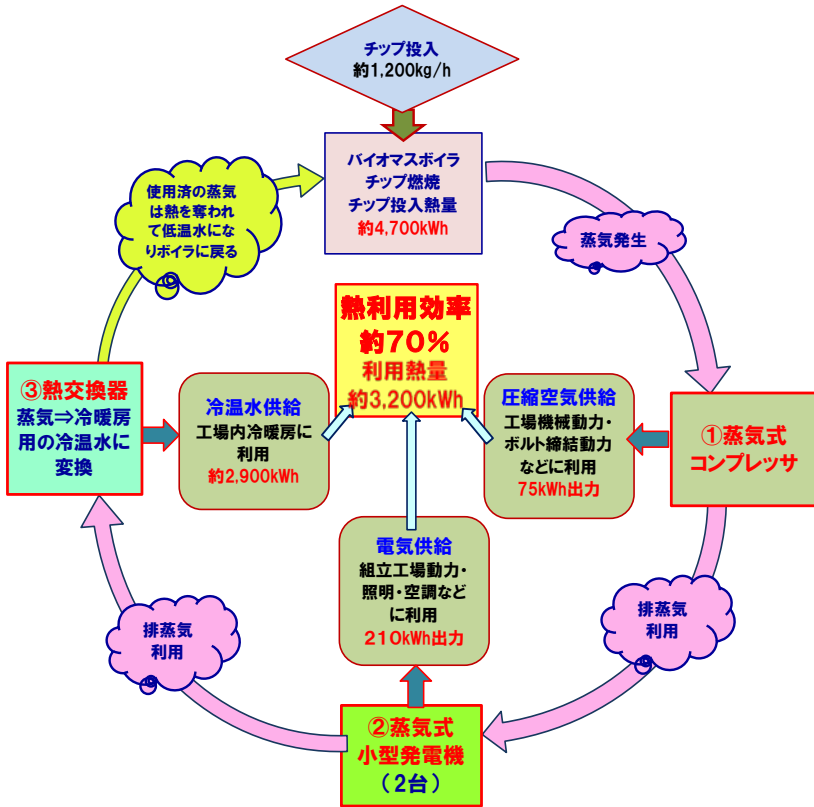 チップ投入
約1,200kg/h
バイオマスボイラ
チップ燃焼
チップ投入熱量
約4,700kWh
蒸気発生
①蒸気式
コンプレッサ
圧縮空気供給
工場機械動力・
ボルト締結動力
などに利用
75kWh出力
排蒸気
利用
②蒸気式
小型発電機
(2台)
電気供給
組立工場動力・
照明・空調など
に利用
210kWh出力
排蒸気
利用
③熱交換器
蒸気⇒冷暖房
用の冷温水に
変換
冷温水供給
工場内冷暖房に
利用
約2,900kWh
使用済の蒸気
は熱を奪われ
て低温水にな
りボイラに戻る
熱利用効率
約70%
利用熱量
約3,200kWh